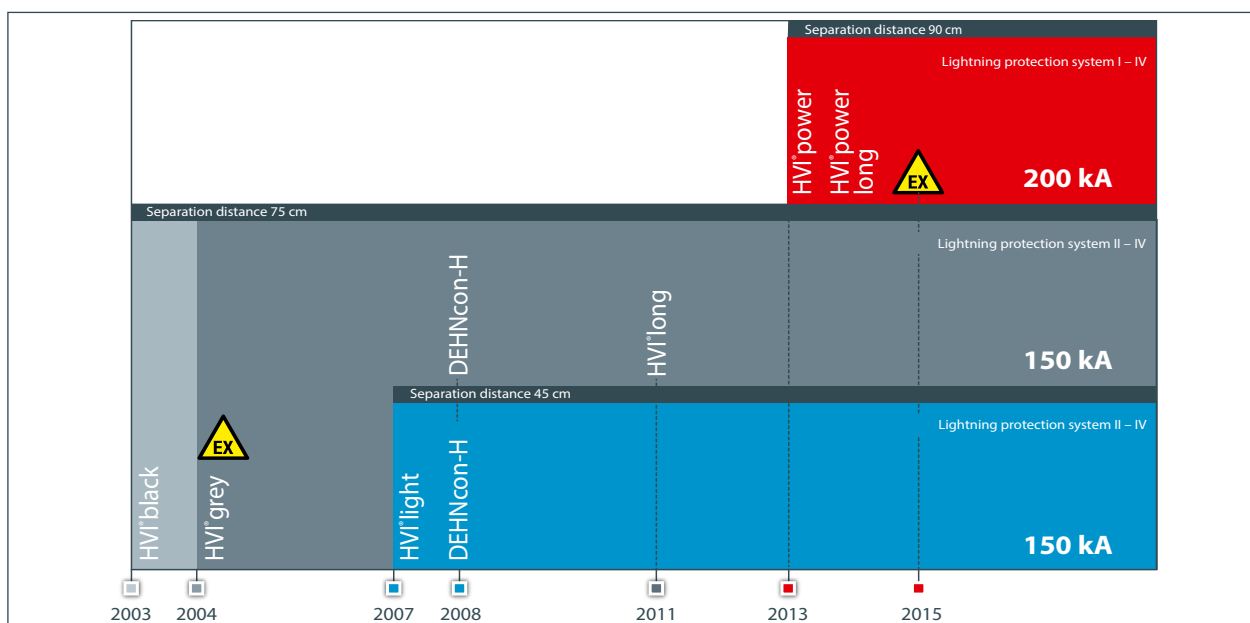 Separation distance 90 cm
Lightning protection system I – IV
HVI®power
HVI®power
long
EX
200 kA
Separation distance 75 cm
Lightning protection system II – IV
DEHNcon-H
HVI®long
150 kA
Separation distance 45 cm
Lightning protection system II – IV
EX
HVI®black
HVI®grey
HVI®light
DEHNcon-H
150 kA
2003
2004
2007
2008
2011
2013
2015